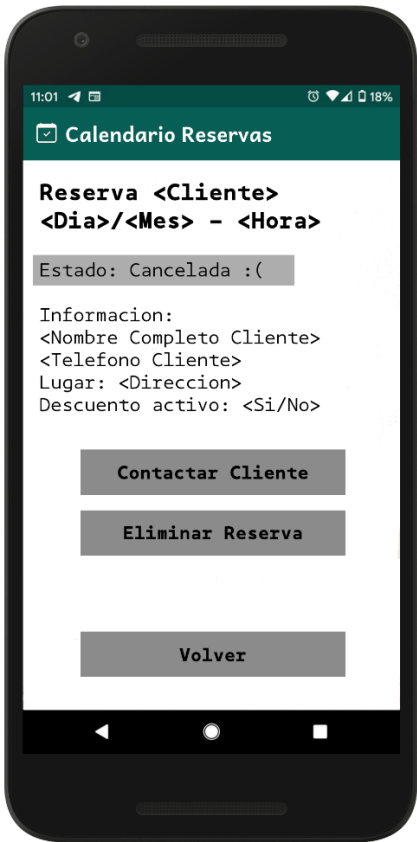 11:01 18%
Calendario Reservas
Reserva <Cliente>
<Dia>/<Mes> - <Hora>
Estado: Cancelada :(
Informacion:
<Nombre Completo Cliente>
<Telefono Cliente>
Lugar: <Direccion>
Descuento activo: <Si/No>
Contactar Cliente
Eliminar Reserva
Volver